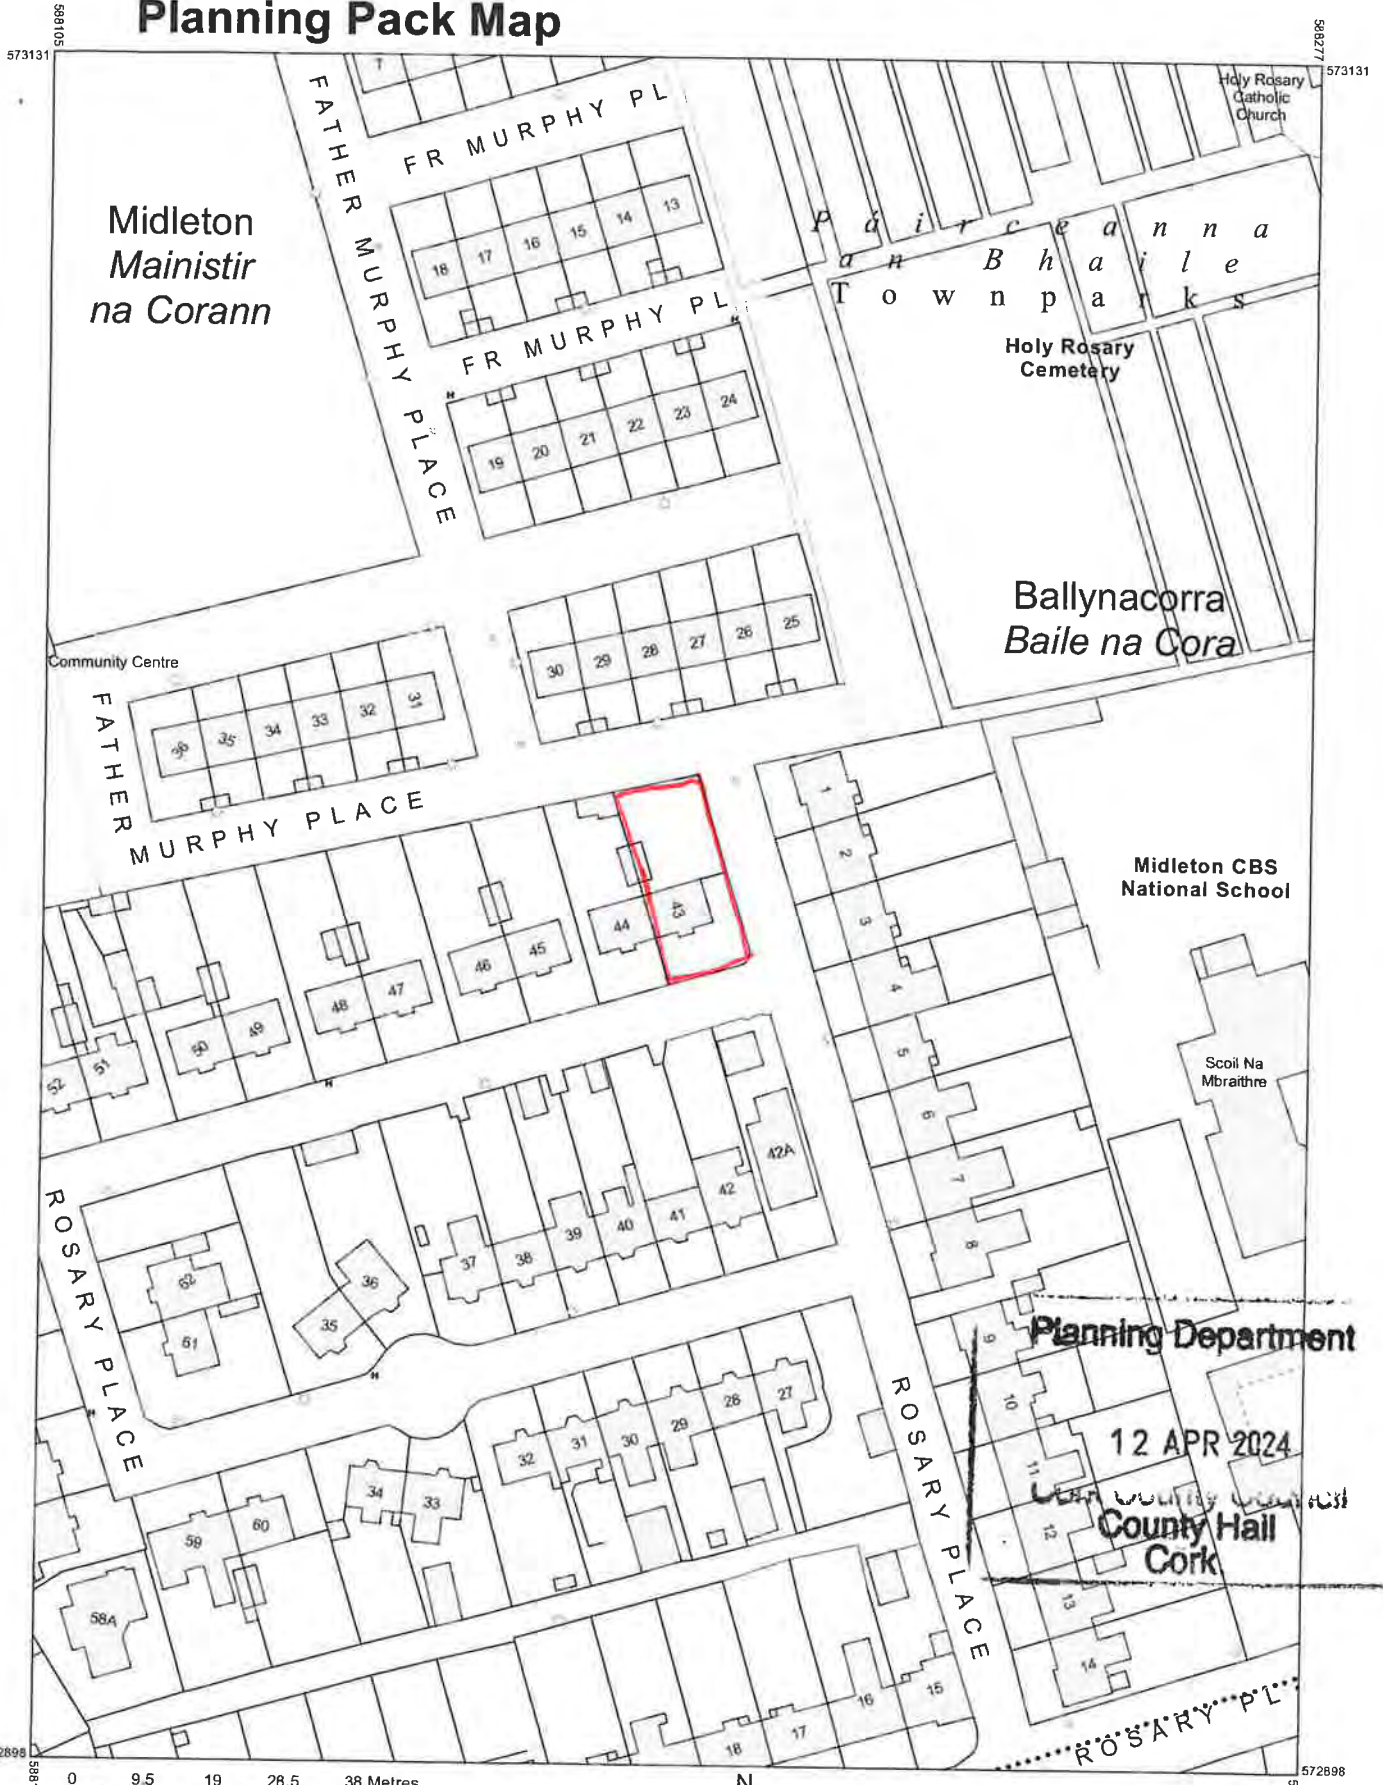 Planning Pack Map
588105
588277
573131
573131
Holy Rosary
Catholic
Church
7
FATHER MURPHY PLACE
FR MURPHY PL
Midleton
Mainistir
na Corann
18 17 16 15 14 13
Páirceanna
an Bhaile
Townparks
FR MURPHY PL
Holy Rosary
Cemetery
19 20 21 22 23 24
Ballynacorra
Baile na Cora
Community Centre
30 29 28 27 26 25
36 35 34 33 32 31
FATHER
MURPHY PLACE
1
2
3
4
5
6
7
8
9
10
11
12
13
14
Midleton CBS
National School
52 51 50 49 48 47 46 45 44 43
Scoil Na
Mbraithre
42A
37 38 39 40 41 42
36
35
62
61
ROSARY PLACE
Planning Department
12 APR 2024
Cork County Council
County Hall
Cork
ROSARY PLACE
32 31 30 29 28 27
34 33
59 60
58A
18 17 16 15
ROSARY PL
2898
572898
0 9.5 19 28.5 38 Metres
N